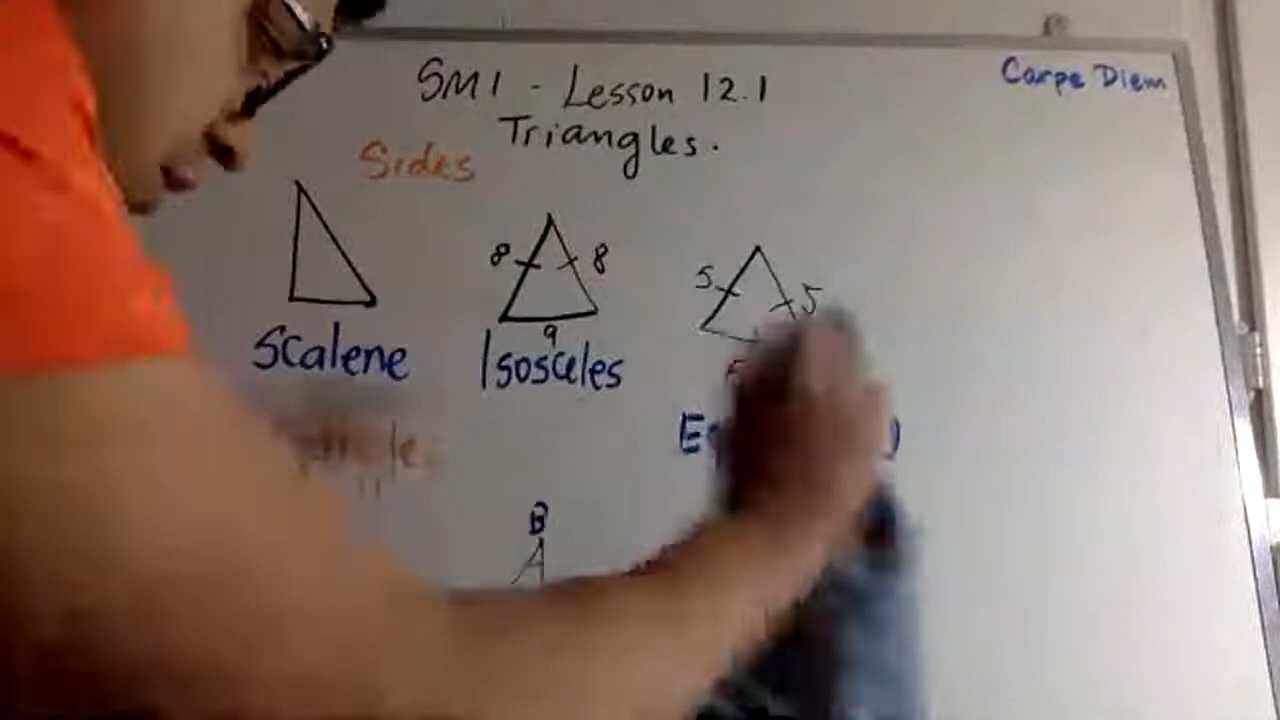 SM1 - Lesson 12.1
Carpe Diem
Triangles.
Sides
8 8
5 5
9
Scalene Isosceles
B